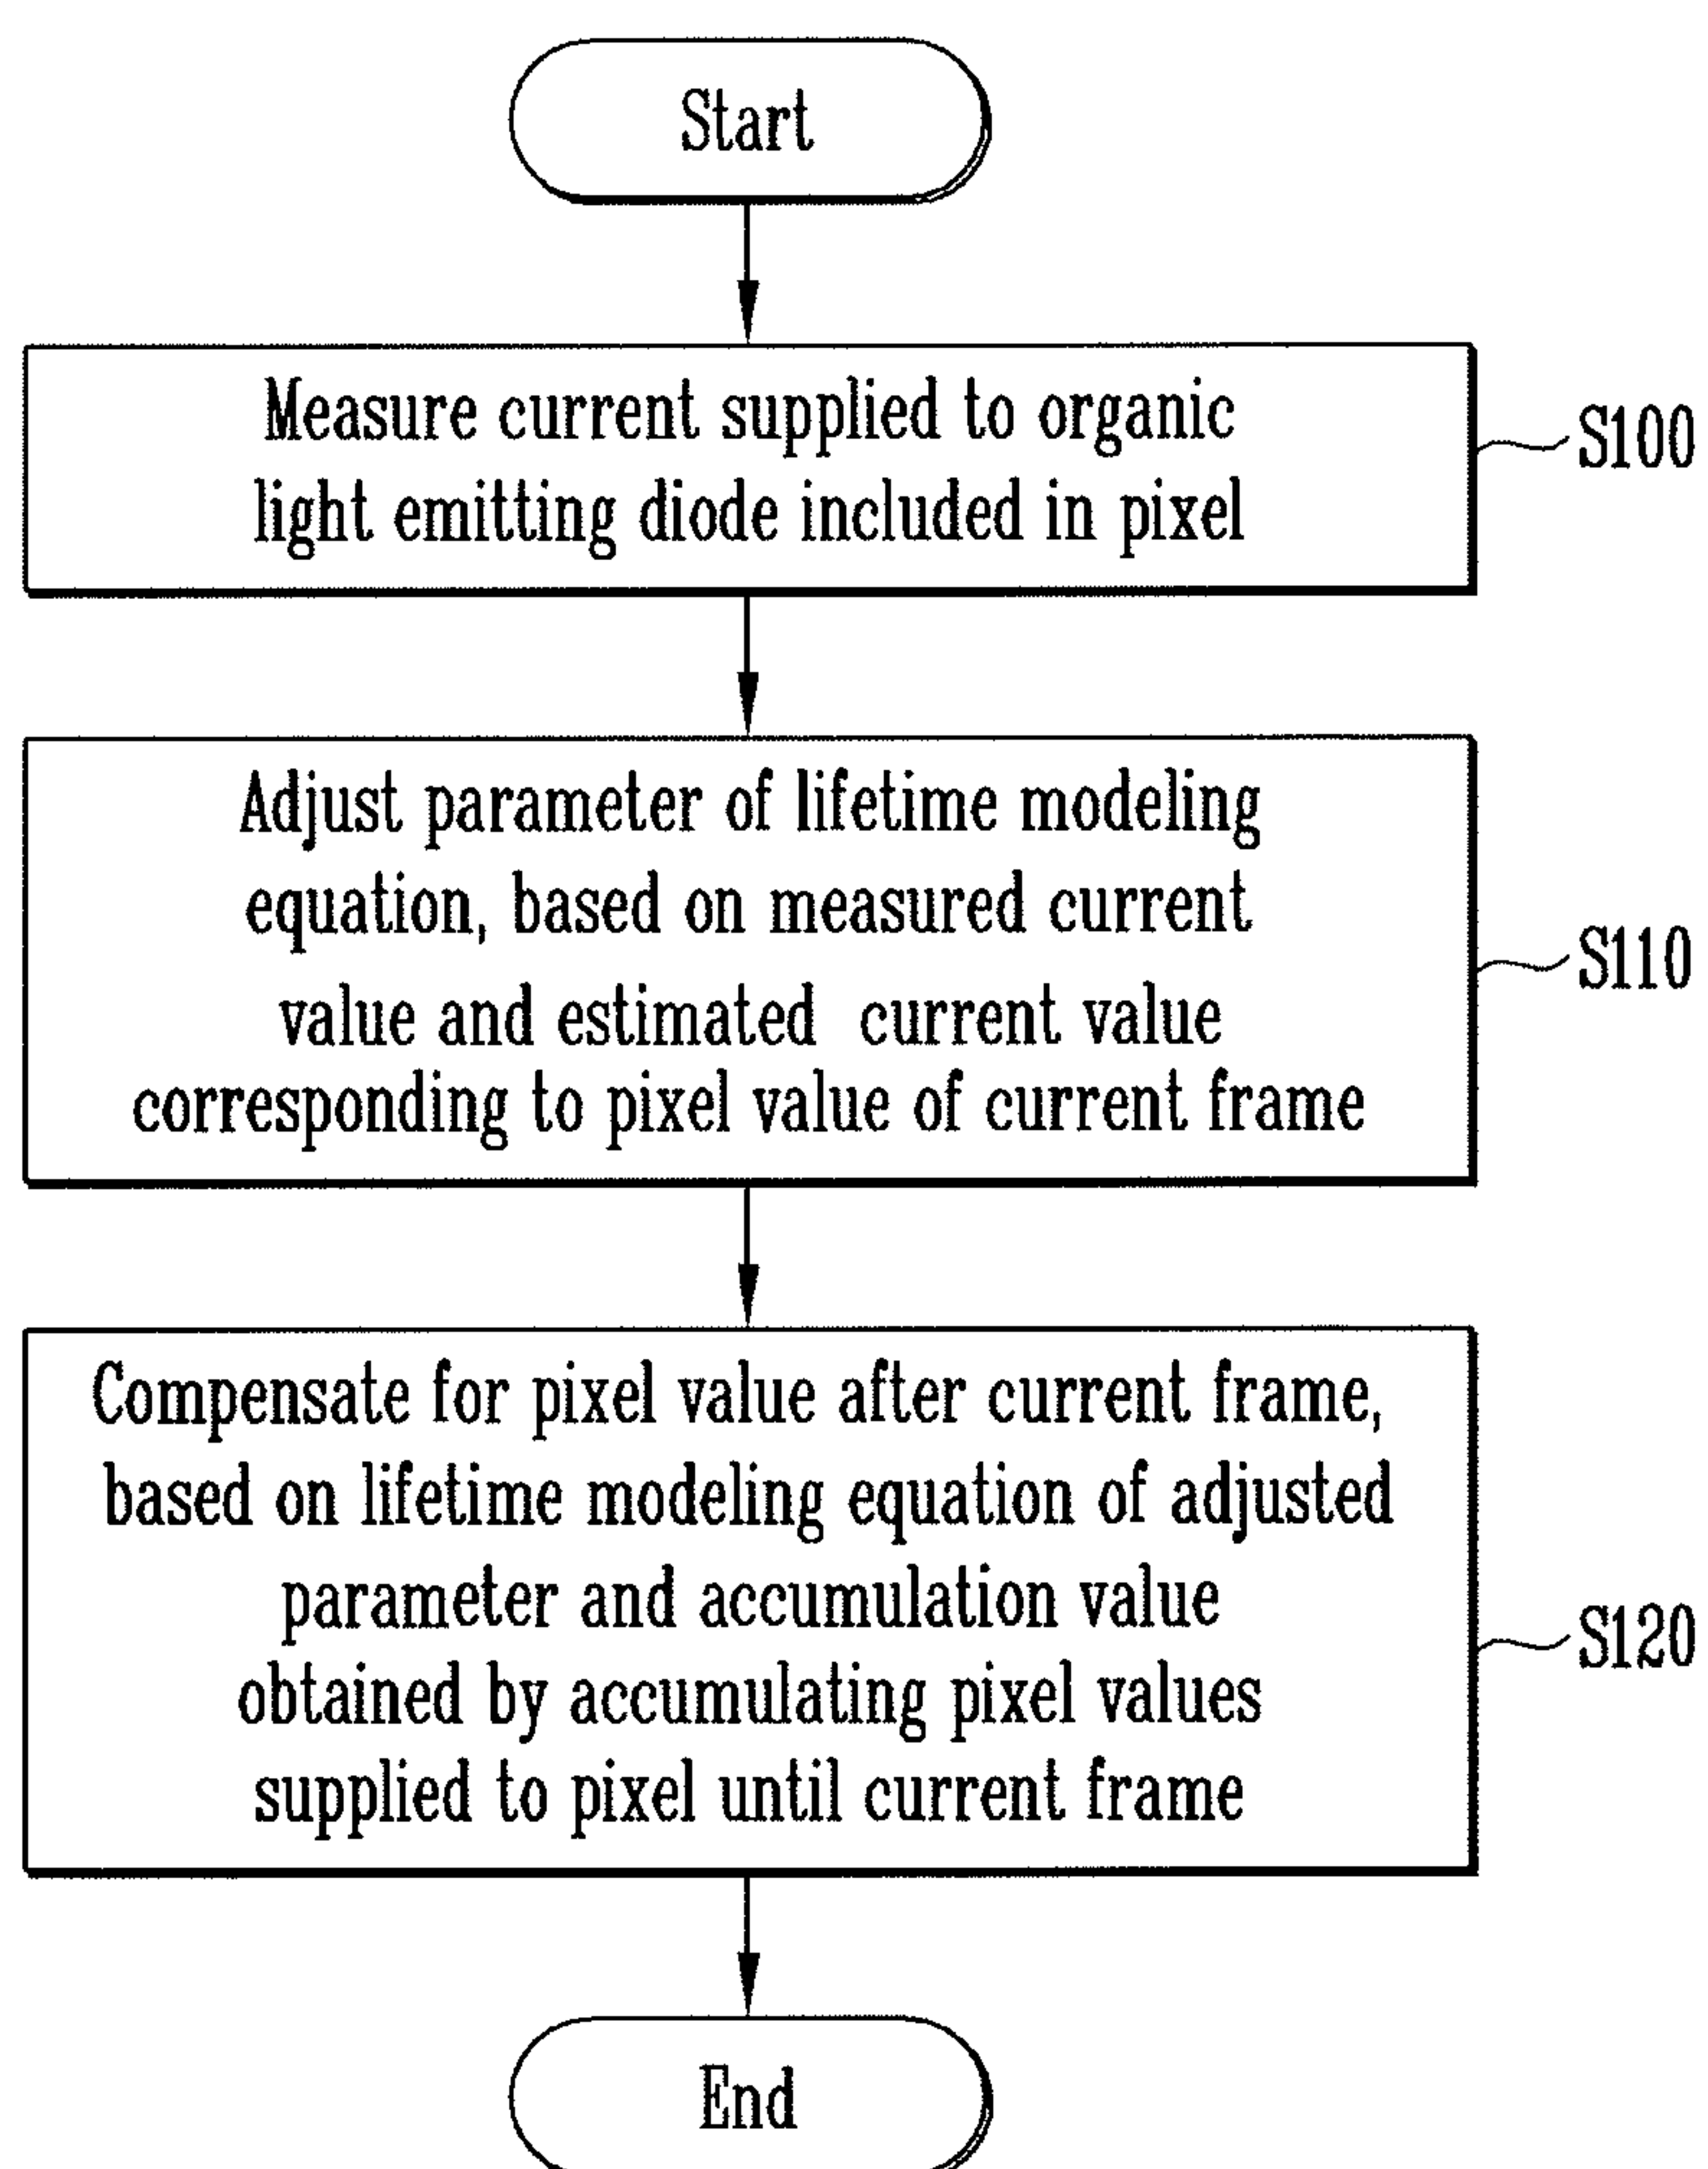 Start
Measure current supplied to organic
light emitting diode included in pixel
S100
Adjust parameter of lifetime modeling
equation, based on measured current
value and estimated current value
corresponding to pixel value of current frame
S110
Compensate for pixel value after current frame,
based on lifetime modeling equation of adjusted
parameter and accumulation value
obtained by accumulating pixel values
supplied to pixel until current frame
S120
End